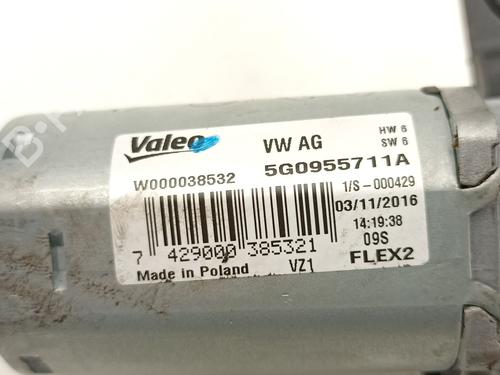 Valeo
VW AG
HW 6
SW 6
W000038532
5G0955711A
1/S-000429
03/11/2016
14:19:38
09S
7 429000 385321
Made in Poland
VZ1
FLEX2